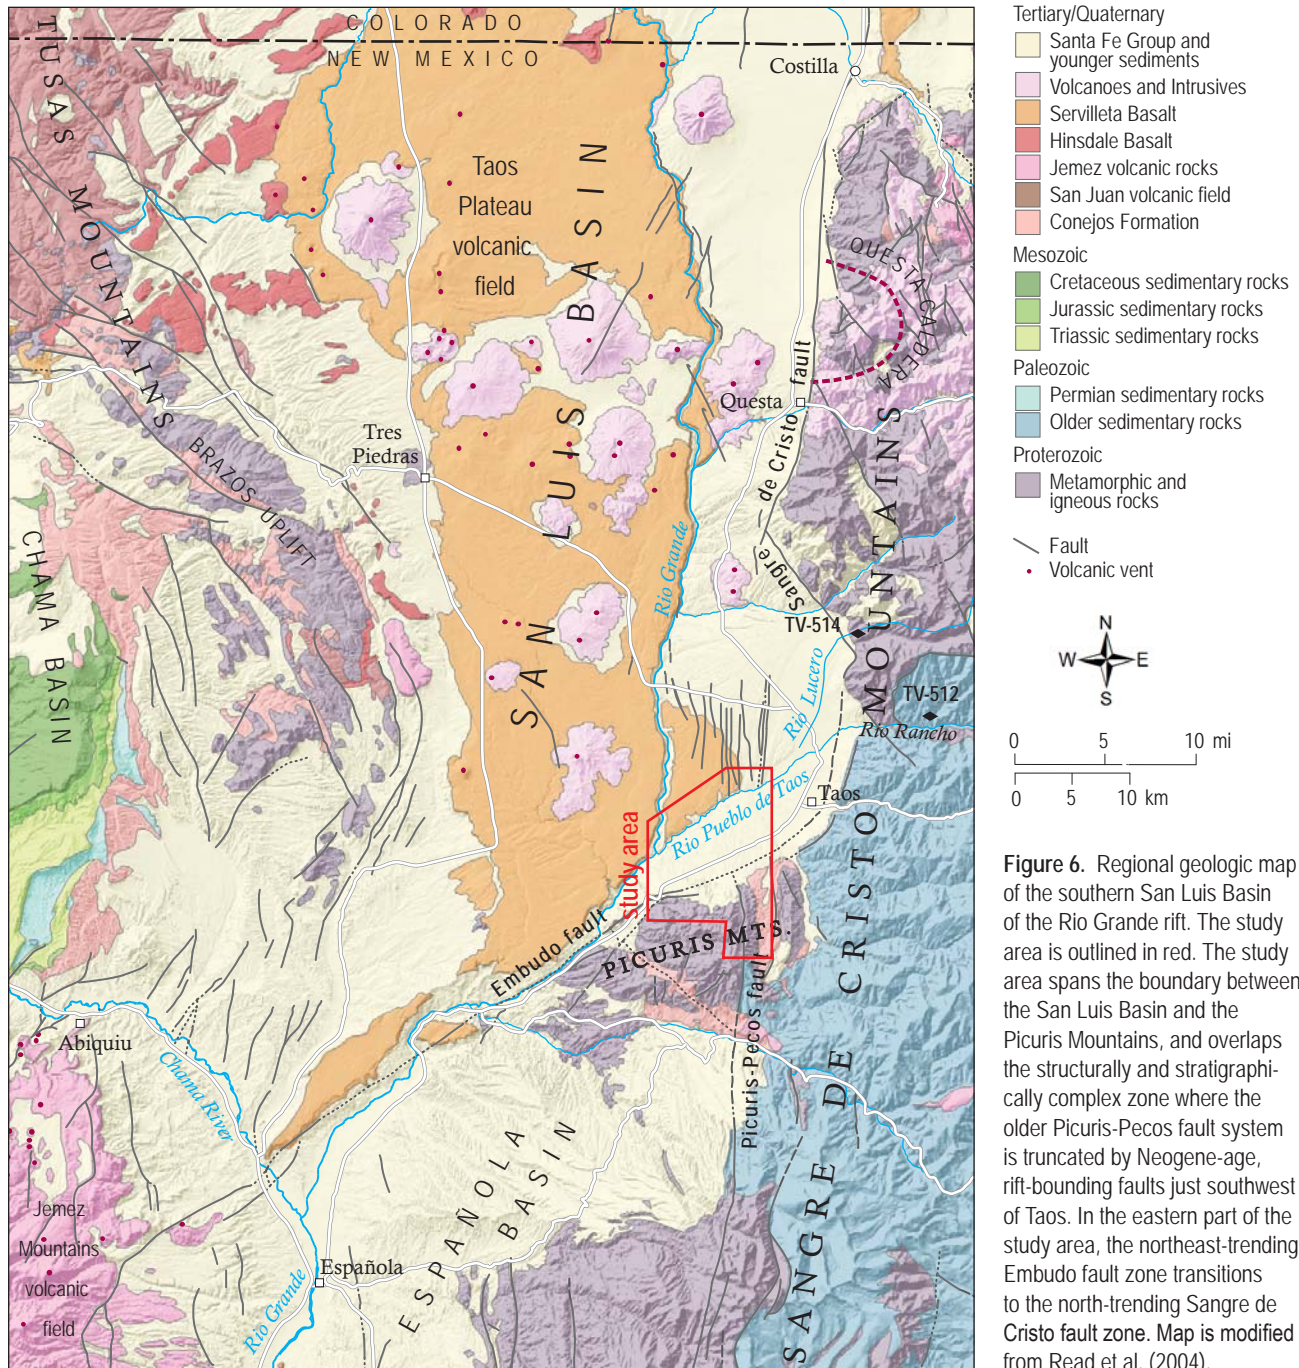 COLORADO
NEW MEXICO
TUSAS MOUNTAINS
Costilla
Taos
Plateau
volcanic
field
SAN LUIS BASIN
QUESTA CALDERA
Questa
Sangre de Cristo fault
Tres
Piedras
BRAZOS UPLIFT
CHAMA BASIN
Rio Grande
TV-514
TV-512
Rio Lucero
Rio Rancho
Rio Pueblo de Taos
Taos
study area
Embudo fault
PICURIS MTS.
Picuris-Pecos fault
SANGRE DE CRISTO MOUNTAINS
Abiquiu
Chama River
ESPAÑOLA
BASIN
Jemez
Mountains
volcanic
field
Española
Rio Grande
Tertiary/Quaternary
Santa Fe Group and
younger sediments
Volcanoes and Intrusives
Servilleta Basalt
Hinsdale Basalt
Jemez volcanic rocks
San Juan volcanic field
Conejos Formation
Mesozoic
Cretaceous sedimentary rocks
Jurassic sedimentary rocks
Triassic sedimentary rocks
Paleozoic
Permian sedimentary rocks
Older sedimentary rocks
Proterozoic
Metamorphic and
igneous rocks
Fault
Volcanic vent
N
W E
S
0 5 10 mi
0 5 10 km
Figure 6. Regional geologic map
of the southern San Luis Basin
of the Rio Grande rift. The study
area is outlined in red. The study
area spans the boundary between
the San Luis Basin and the
Picuris Mountains, and overlaps
the structurally and stratigraphi-
cally complex zone where the
older Picuris-Pecos fault system
is truncated by Neogene-age,
rift-bounding faults just southwest
of Taos. In the eastern part of the
study area, the northeast-trending
Embudo fault zone transitions
to the north-trending Sangre de
Cristo fault zone. Map is modified
from Read et al. (2004).